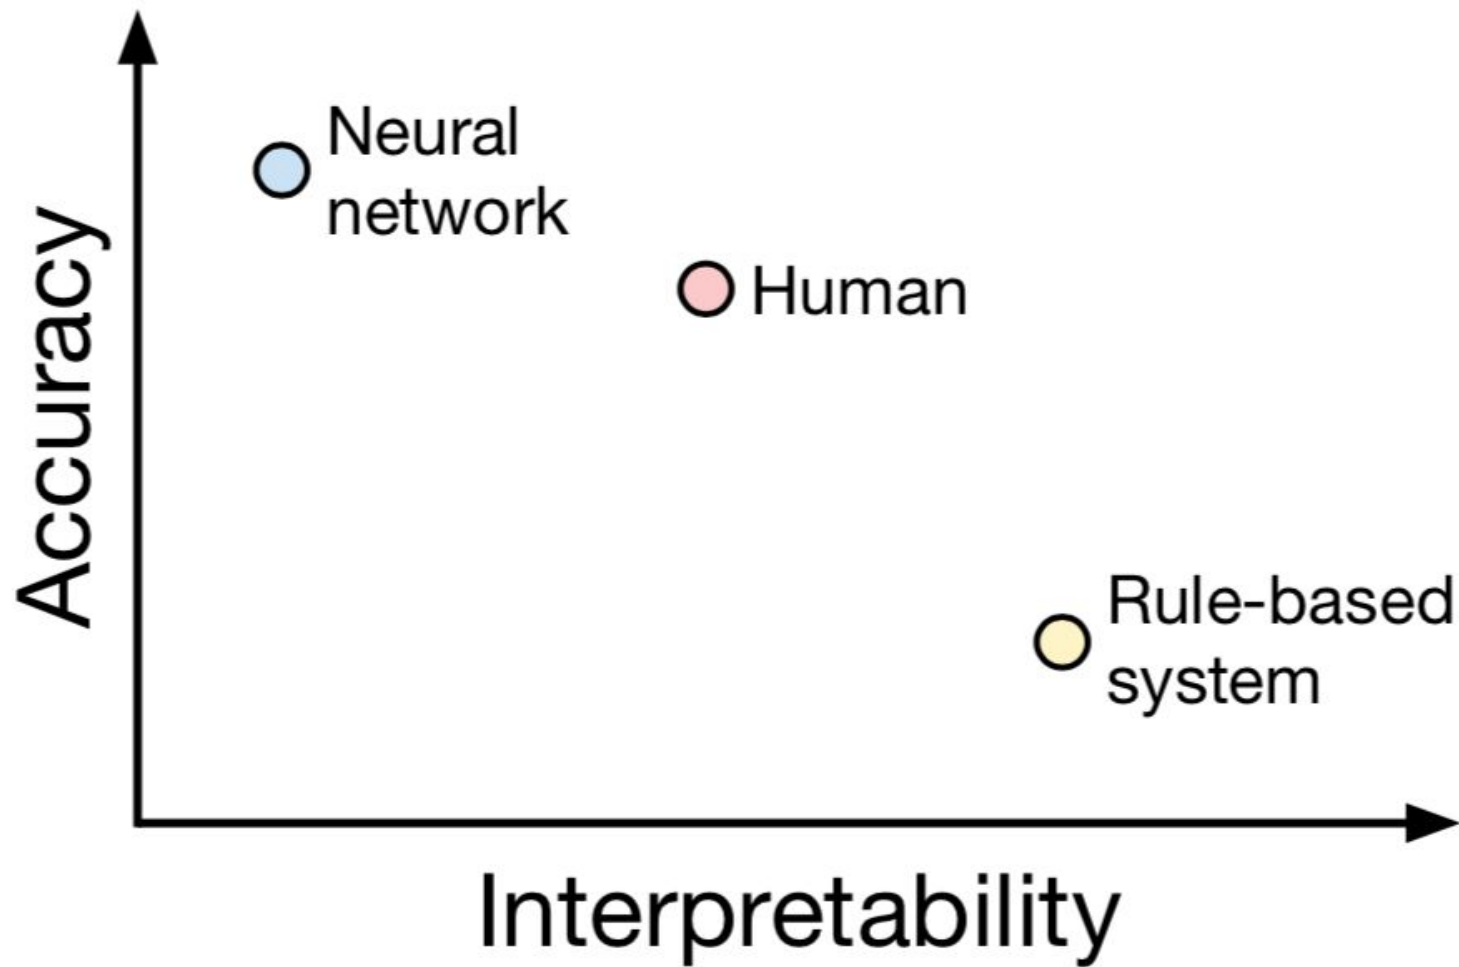 Neural
network
Human
Accuracy
Rule-based
system
Interpretability